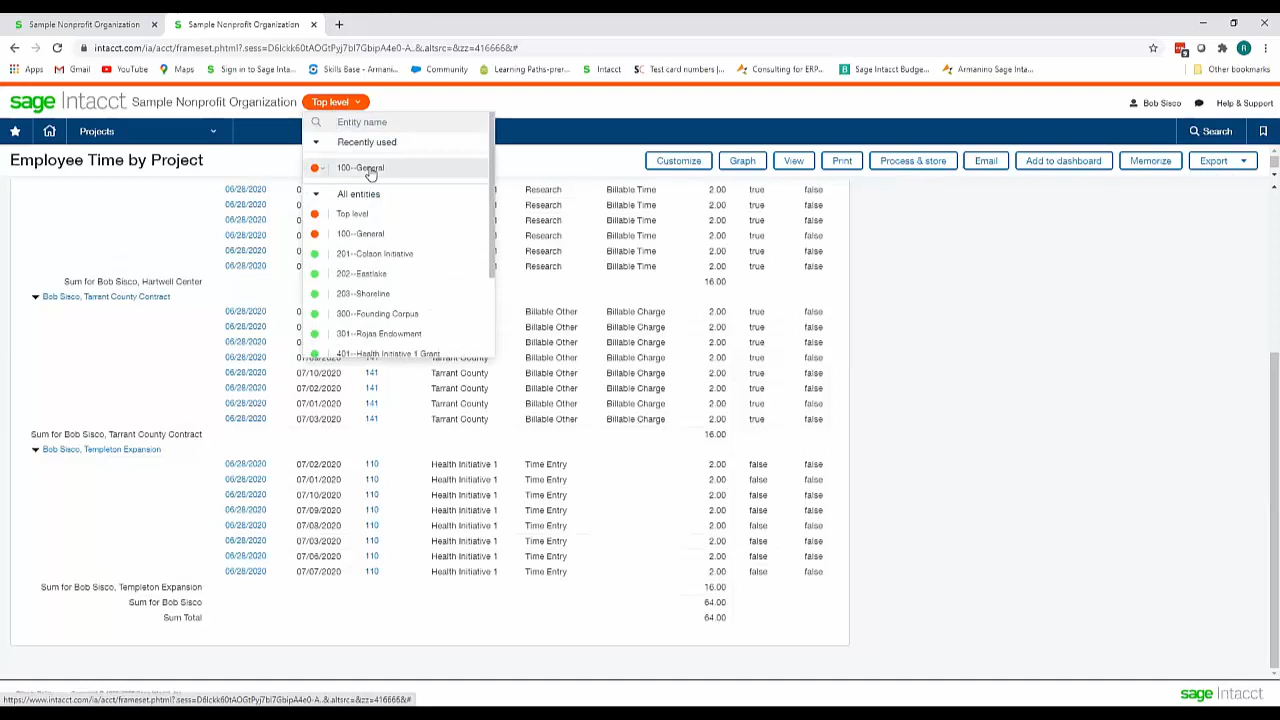 Sample Nonprofit Organization
Sample Nonprofit Organization
intacct.com/ia/acct/frameset.phtml?.sess=D6Ickk60tAOGtPyj7bI7GbipA4e0-A..&.altsrc=&zz=416666&#
Apps Gmail YouTube Maps Sign in to Sage Inta... Skills Base - Armani... Community Learning Paths-pre... Intacct Test card numbers |... Consulting for ERP... Sage Intacct Budge... Armanino Sage Inta... Other bookmarks
sage Intacct Sample Nonprofit Organization Top level Bob Sisco Help & Support
Projects Search
Employee Time by Project Customize Graph View Print Process & store Email Add to dashboard Memorize Export
Entity name
Recently used
100--General
All entities
Top level
100--General
201--Colson Initiative
202--Eastlake
203--Shoreline
300--Founding Corpus
301--Rojas Endowment
401--Health Initiative 1 Grant
06/28/2020 Research Billable Time 2.00 true false
06/28/2020 Research Billable Time 2.00 true false
06/28/2020 Research Billable Time 2.00 true false
06/28/2020 Research Billable Time 2.00 true false
06/28/2020 Research Billable Time 2.00 true false
06/28/2020 Research Billable Time 2.00 true false
Sum for Bob Sisco, Hartwell Center 16.00
Bob Sisco, Tarrant County Contract
06/28/2020 Billable Other Billable Charge 2.00 true false
06/28/2020 Billable Other Billable Charge 2.00 true false
06/28/2020 Billable Other Billable Charge 2.00 true false
06/28/2020 141 Tarrant County Billable Other Billable Charge 2.00 true false
06/28/2020 07/10/2020 141 Tarrant County Billable Other Billable Charge 2.00 true false
06/28/2020 07/02/2020 141 Tarrant County Billable Other Billable Charge 2.00 true false
06/28/2020 07/01/2020 141 Tarrant County Billable Other Billable Charge 2.00 true false
06/28/2020 07/03/2020 141 Tarrant County Billable Other Billable Charge 2.00 true false
Sum for Bob Sisco, Tarrant County Contract 16.00
Bob Sisco, Templeton Expansion
06/28/2020 07/02/2020 110 Health Initiative 1 Time Entry 2.00 false false
06/28/2020 07/01/2020 110 Health Initiative 1 Time Entry 2.00 false false
06/28/2020 07/10/2020 110 Health Initiative 1 Time Entry 2.00 false false
06/28/2020 07/09/2020 110 Health Initiative 1 Time Entry 2.00 false false
06/28/2020 07/08/2020 110 Health Initiative 1 Time Entry 2.00 false false
06/28/2020 07/03/2020 110 Health Initiative 1 Time Entry 2.00 false false
06/28/2020 07/06/2020 110 Health Initiative 1 Time Entry 2.00 false false
06/28/2020 07/07/2020 110 Health Initiative 1 Time Entry 2.00 false false
Sum for Bob Sisco, Templeton Expansion 16.00
Sum for Bob Sisco 64.00
Sum Total 64.00
https://www.intacct.com/ia/acct/frameset.phtml?.sess=D6Ickk60tAOGtPyj7bI7GbipA4e0-A..&.altsrc=&zz=416666&#
sage Intacct